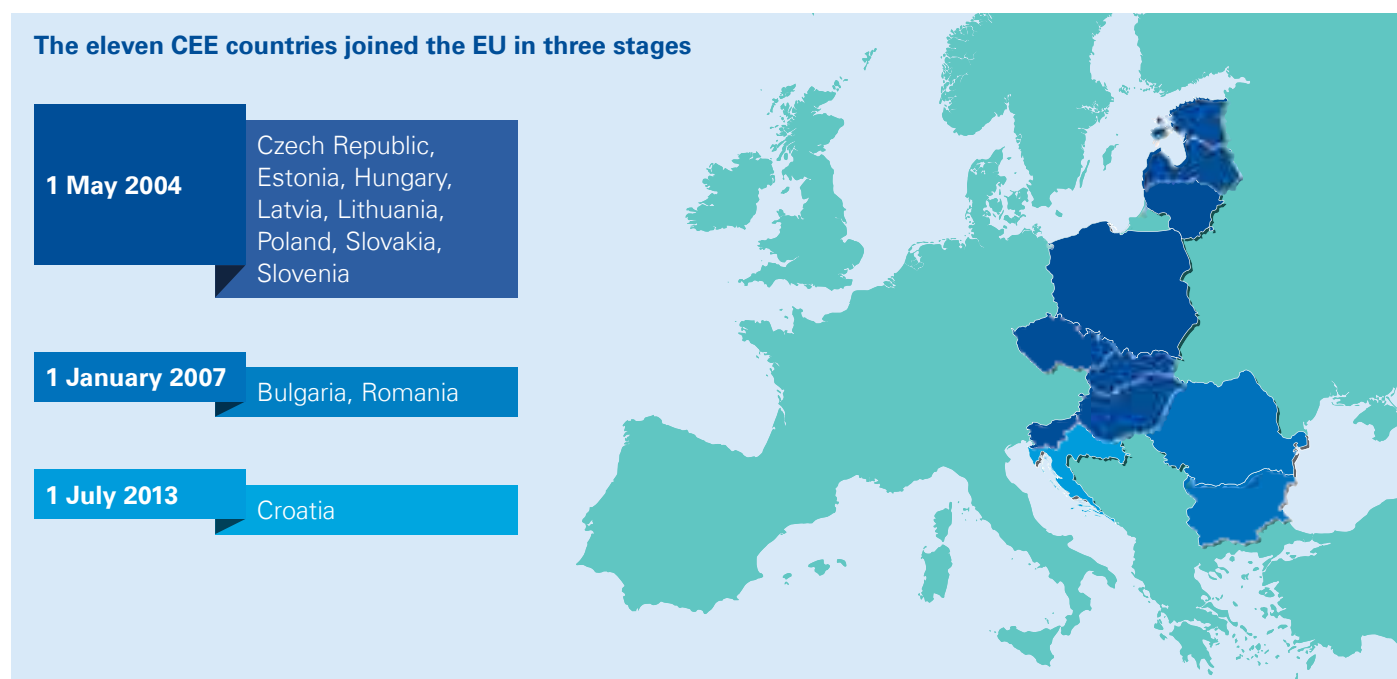 The eleven CEE countries joined the EU in three stages
1 May 2004
Czech Republic,
Estonia, Hungary,
Latvia, Lithuania,
Poland, Slovakia,
Slovenia
1 January 2007
Bulgaria, Romania
1 July 2013
Croatia